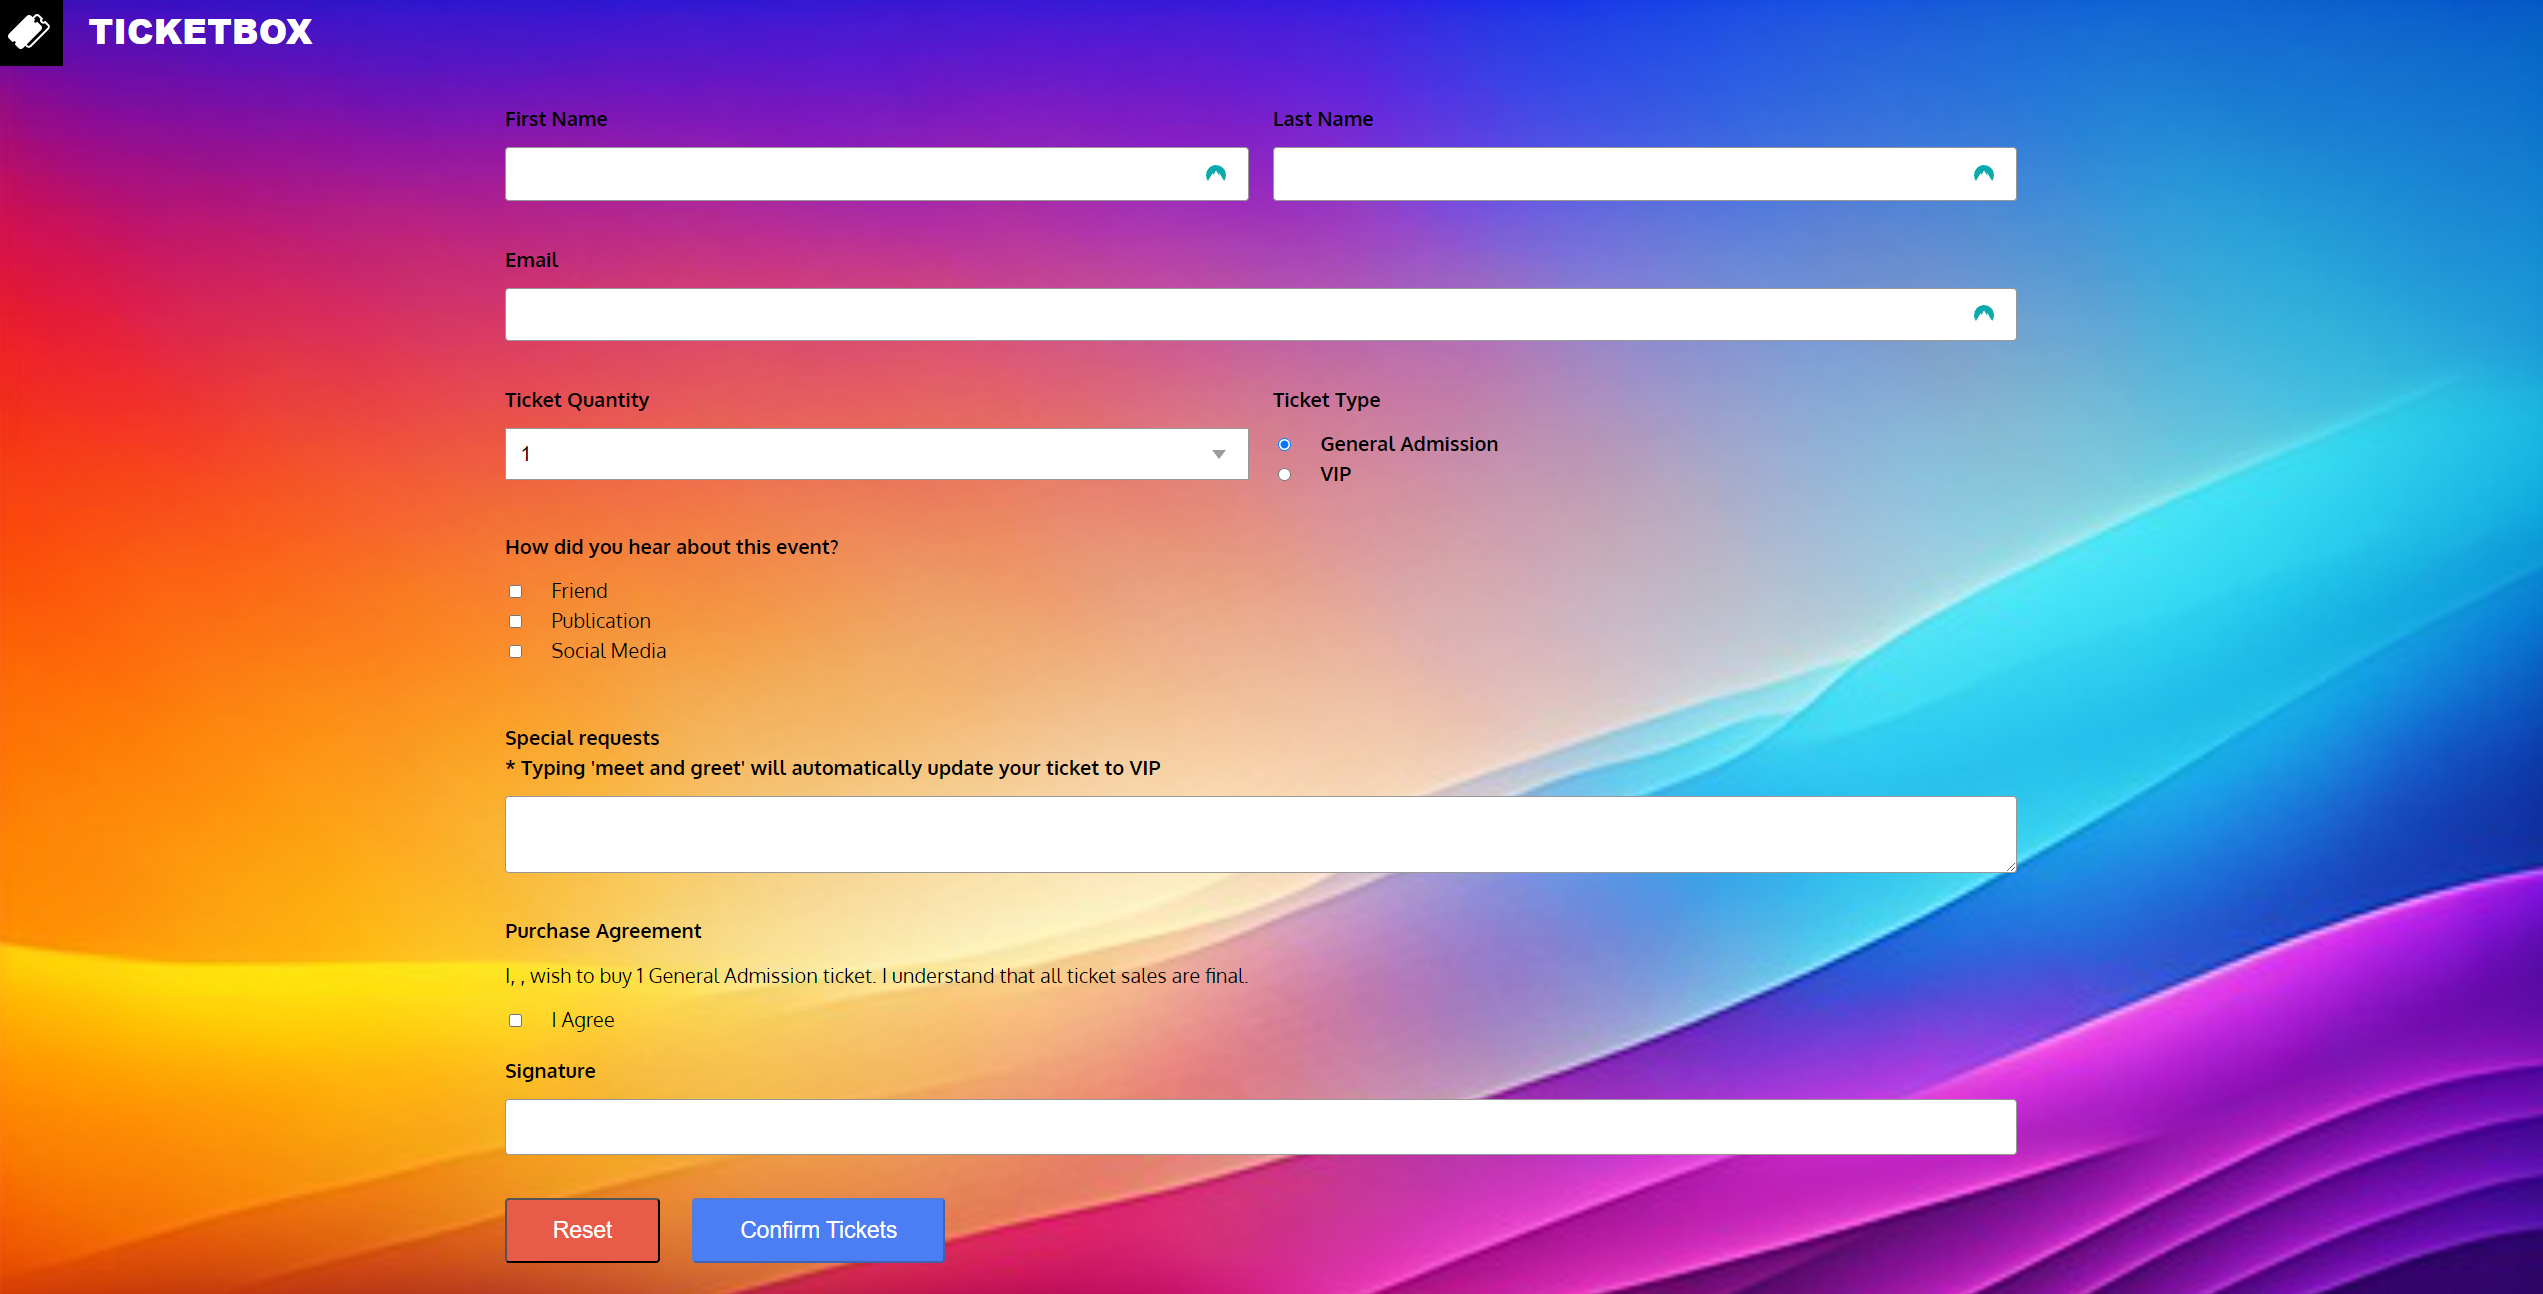 TICKETBOX
First Name
Last Name
Email
Ticket Quantity
Ticket Type
1
General Admission
VIP
How did you hear about this event?
Friend
Publication
Social Media
Special requests
* Typing 'meet and greet' will automatically update your ticket to VIP
Purchase Agreement
I, , wish to buy 1 General Admission ticket. I understand that all ticket sales are final.
I Agree
Signature
Reset
Confirm Tickets